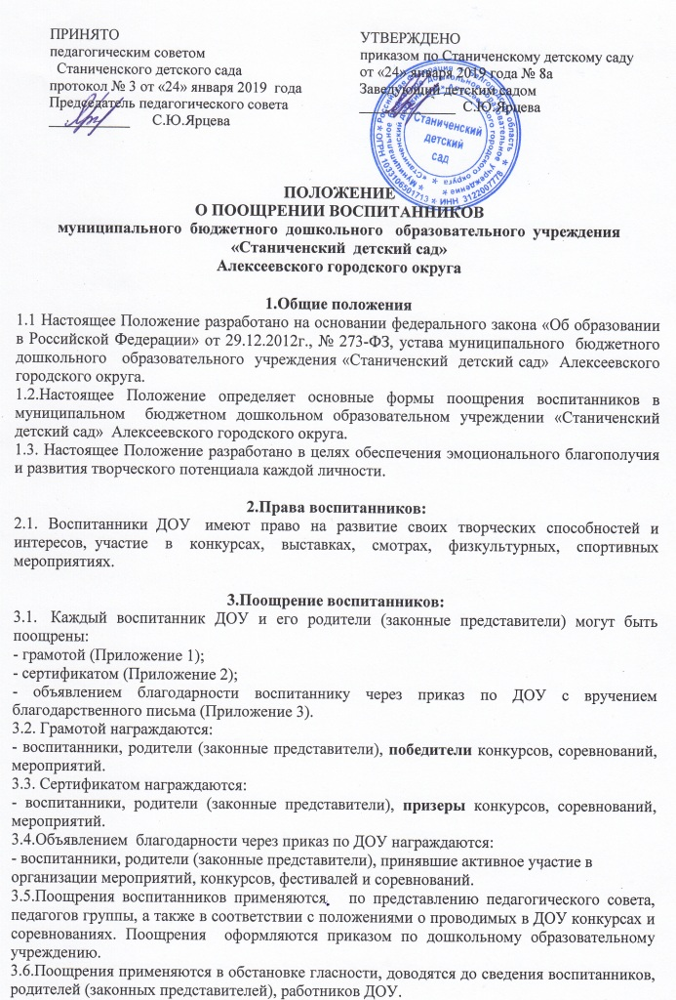 ПРИНЯТО
педагогическим советом
Станиченского детского сада
протокол № 3 от «24» января 2019 года
Председатель педагогического совета
____________ С.Ю.Ярцева
УТВЕРЖДЕНО
приказом по Станиченскому детскому саду
от «24» января 2019 года № 8а
Заведующий детским садом
______________ С.Ю.Ярцева
Станиченский
детский
сад
ОГРН 1033106501713 * ИНН 3122007778 *
ПОЛОЖЕНИЕ
О ПООЩРЕНИИ ВОСПИТАННИКОВ
муниципального бюджетного дошкольного образовательного учреждения
«Станиченский детский сад»
Алексеевского городского округа
1.Общие положения
1.1 Настоящее Положение разработано на основании федерального закона «Об образовании
в Российской Федерации» от 29.12.2012г., № 273-ФЗ, устава муниципального бюджетного
дошкольного образовательного учреждения «Станиченский детский сад» Алексеевского
городского округа.
1.2.Настоящее Положение определяет основные формы поощрения воспитанников в
муниципальном бюджетном дошкольном образовательном учреждении «Станиченский
детский сад» Алексеевского городского округа.
1.3. Настоящее Положение разработано в целях обеспечения эмоционального благополучия
и развития творческого потенциала каждой личности.
2.Права воспитанников:
2.1. Воспитанники ДОУ имеют право на развитие своих творческих способностей и
интересов, участие в конкурсах, выставках, смотрах, физкультурных, спортивных
мероприятиях.
3.Поощрение воспитанников:
3.1. Каждый воспитанник ДОУ и его родители (законные представители) могут быть
поощрены:
- грамотой (Приложение 1);
- сертификатом (Приложение 2);
- объявлением благодарности воспитаннику через приказ по ДОУ с вручением
благодарственного письма (Приложение 3).
3.2. Грамотой награждаются:
- воспитанники, родители (законные представители), победители конкурсов, соревнований,
мероприятий.
3.3. Сертификатом награждаются:
- воспитанники, родители (законные представители), призеры конкурсов, соревнований,
мероприятий.
3.4.Объявлением благодарности через приказ по ДОУ награждаются:
- воспитанники, родители (законные представители), принявшие активное участие в
организации мероприятий, конкурсов, фестивалей и соревнований.
3.5.Поощрения воспитанников применяются по представлению педагогического совета,
педагогов группы, а также в соответствии с положениями о проводимых в ДОУ конкурсах и
соревнованиях. Поощрения оформляются приказом по дошкольному образовательному
учреждению.
3.6.Поощрения применяются в обстановке гласности, доводятся до сведения воспитанников,
родителей (законных представителей), работников ДОУ.